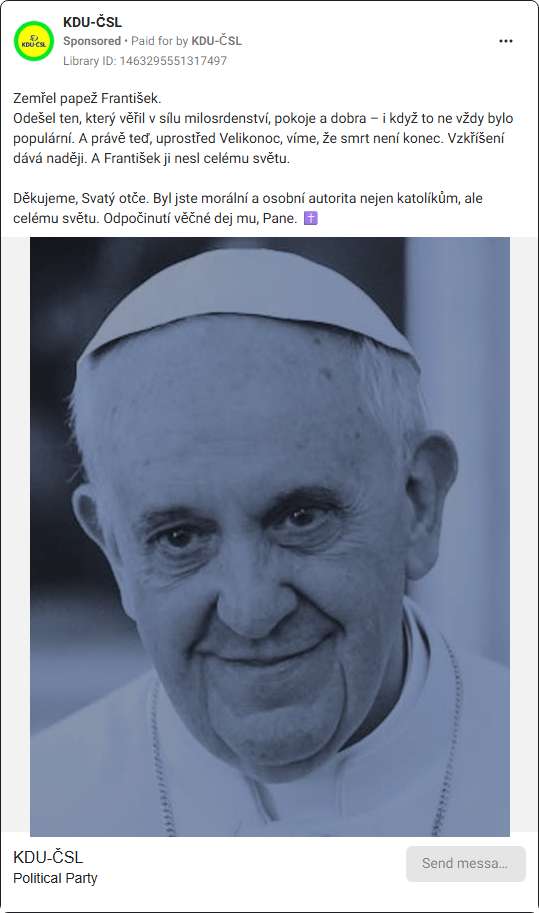 KDU-ČSL
Sponsored • Paid for by KDU-ČSL
Library ID: 1463295551317497
KDU-ČSL
Zemřel papež František.
Odešel ten, který věřil v sílu milosrdenství, pokoje a dobra – i když to ne vždy bylo
populární. A právě teď, uprostřed Velikonoc, víme, že smrt není konec. Vzkříšení
dává naději. A František ji nesl celému světu.
Děkujeme, Svatý otče. Byl jste morální a osobní autorita nejen katolíkům, ale
celému světu. Odpočinutí věčné dej mu, Pane. ✝️
KDU-ČSL
Political Party
Send messa...